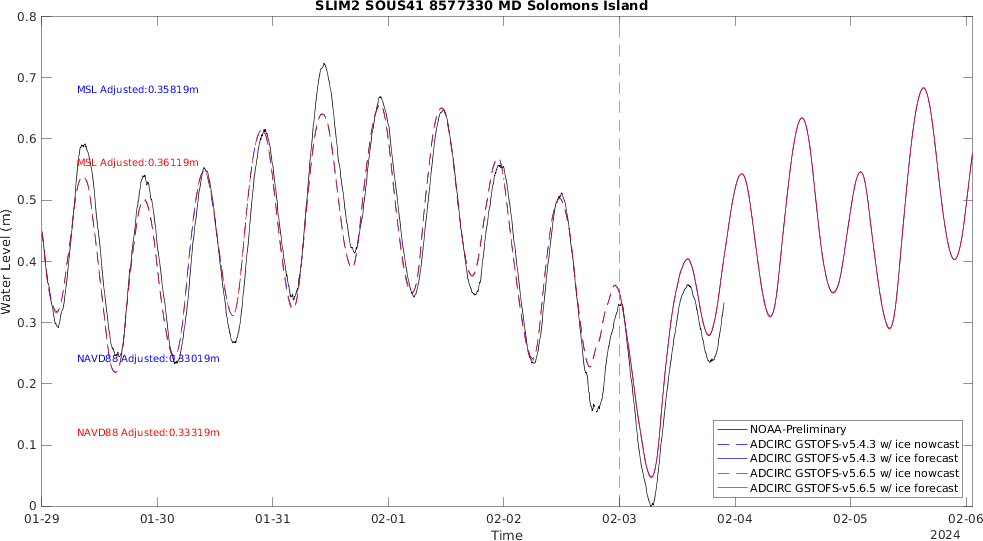 SLIM2 SOUS41 8577330 MD Solomons Island
0.8
0.7
0.6
0.5
0.4
0.3
0.2
0.1
0
Water Level (m)
MSL Adjusted:0.35819m
MSL Adjusted:0.36119m
NAVD88 Adjusted:0.33019m
NAVD88 Adjusted:0.33319m
NOAA-Preliminary
ADCIRC GSTOFS-v5.4.3 w/ ice nowcast
ADCIRC GSTOFS-v5.4.3 w/ ice forecast
ADCIRC GSTOFS-v5.6.5 w/ ice nowcast
ADCIRC GSTOFS-v5.6.5 w/ ice forecast
01-29 01-30 01-31 02-01 02-02 02-03 02-04 02-05 02-06
Time
2024